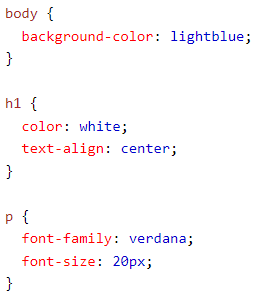 body {
  background-color: lightblue;
}

h1 {
  color: white;
  text-align: center;
}

p {
  font-family: verdana;
  font-size: 20px;
}